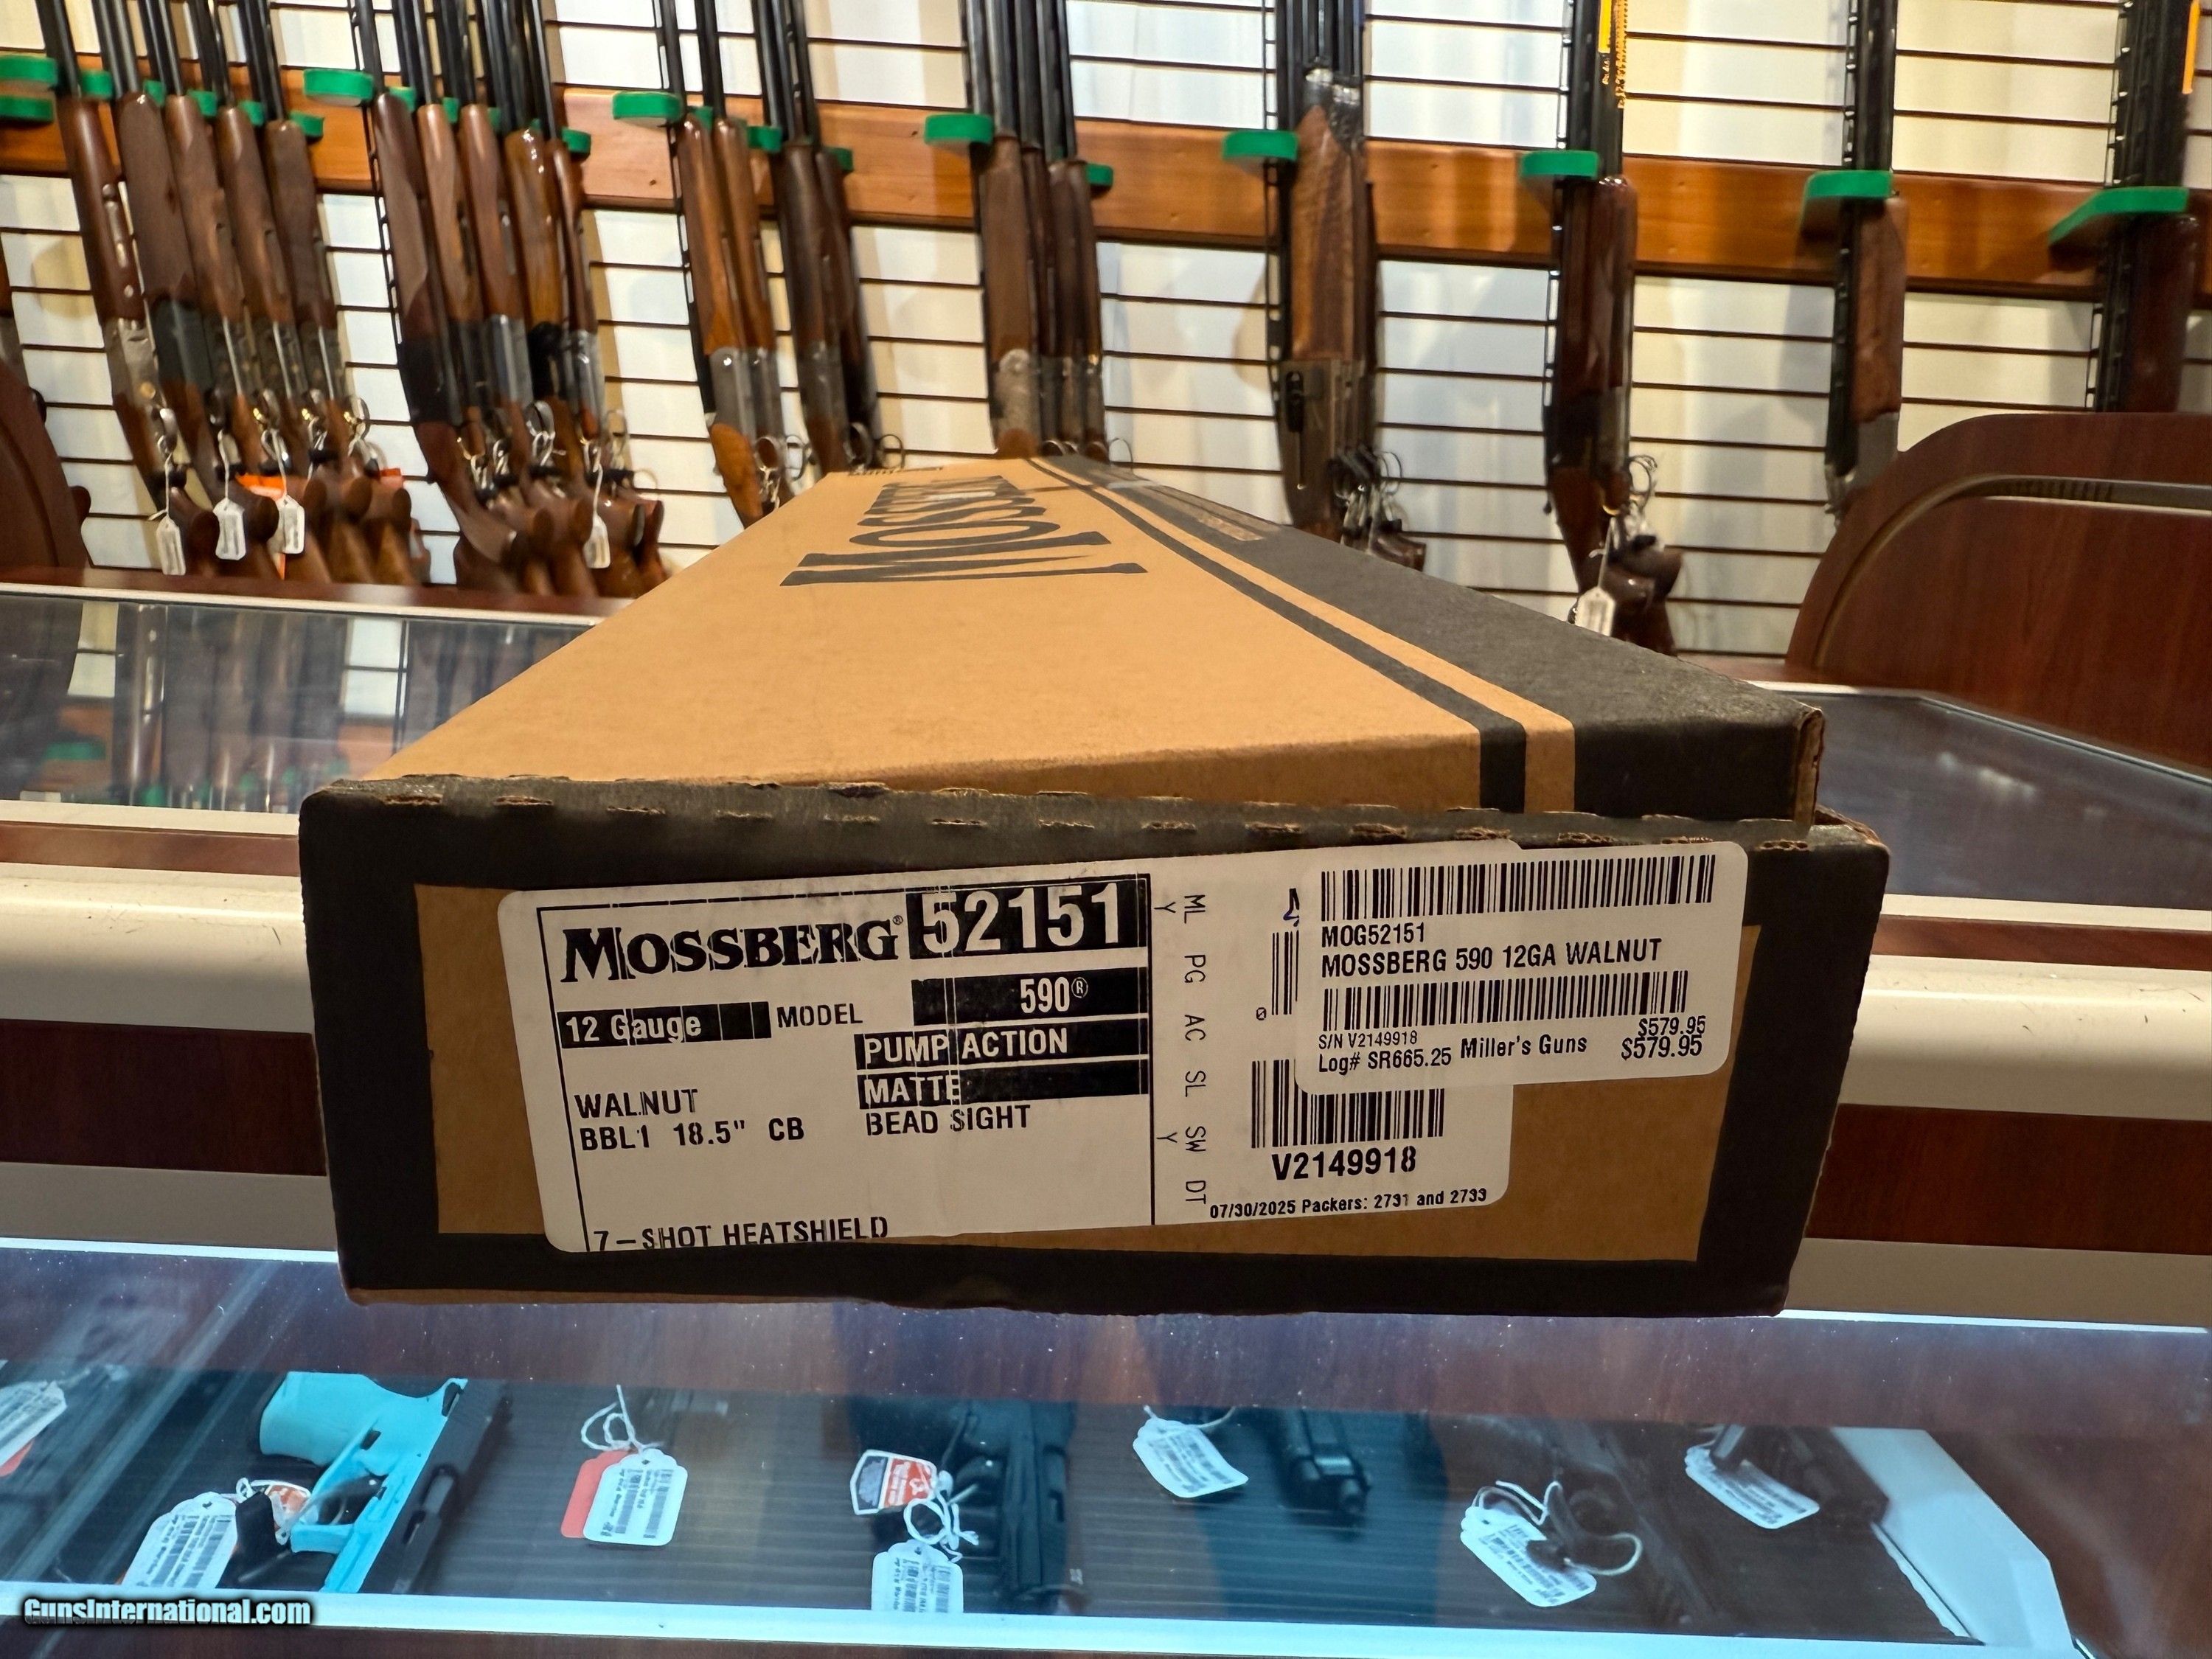 MOSSBERG
MOSSBERG® 52151
12 Gauge MODEL 590®
PUMP ACTION
MATTE
WALNUT
BBL1 18.5" CB
BEAD SIGHT
7-SHOT HEATSHIELD
ML PG AC SL SW DT
Y Y
0
MOG52151
MOSSBERG 590 12GA WALNUT
$579.95
S/N V2149918
Log# SR665.25 Miller's Guns $579.95
V2149918
07/30/2025 Packers: 2731 and 2733
GunsInternational.com